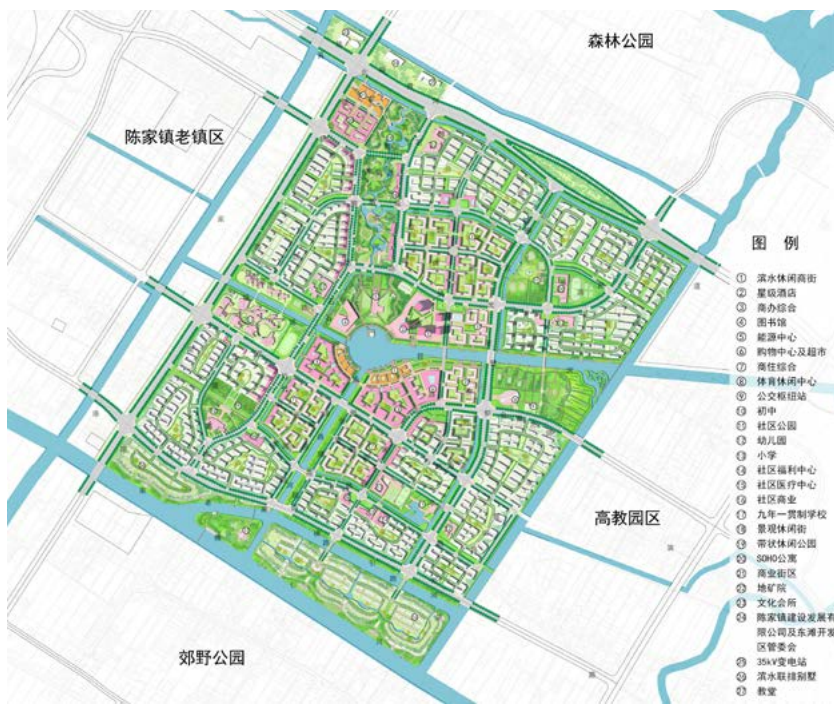 森林公园
陈家镇老镇区
图 例
① 滨水休闲商街
② 星级酒店
③ 商办综合
④ 图书馆
⑤ 能源中心
⑥ 购物中心及超市
⑦ 商住综合
⑧ 体育休闲中心
⑨ 公交枢纽站
⑩ 初中
⑪ 社区公园
⑫ 幼儿园
⑬ 小学
⑭ 社区福利中心
⑮ 社区医疗中心
⑯ 社区商业
⑰ 九年一贯制学校
⑱ 景观休闲街
⑲ 带状休闲公园
⑳ SOHO公寓
㉑ 商业街区
㉒ 地矿院
㉓ 文化会所
㉔ 陈家镇建设发展有
限公司及东滩开发
区管委会
㉕ 35kV变电站
㉖ 滨水联排别墅
㉗ 教堂
高教园区
郊野公园